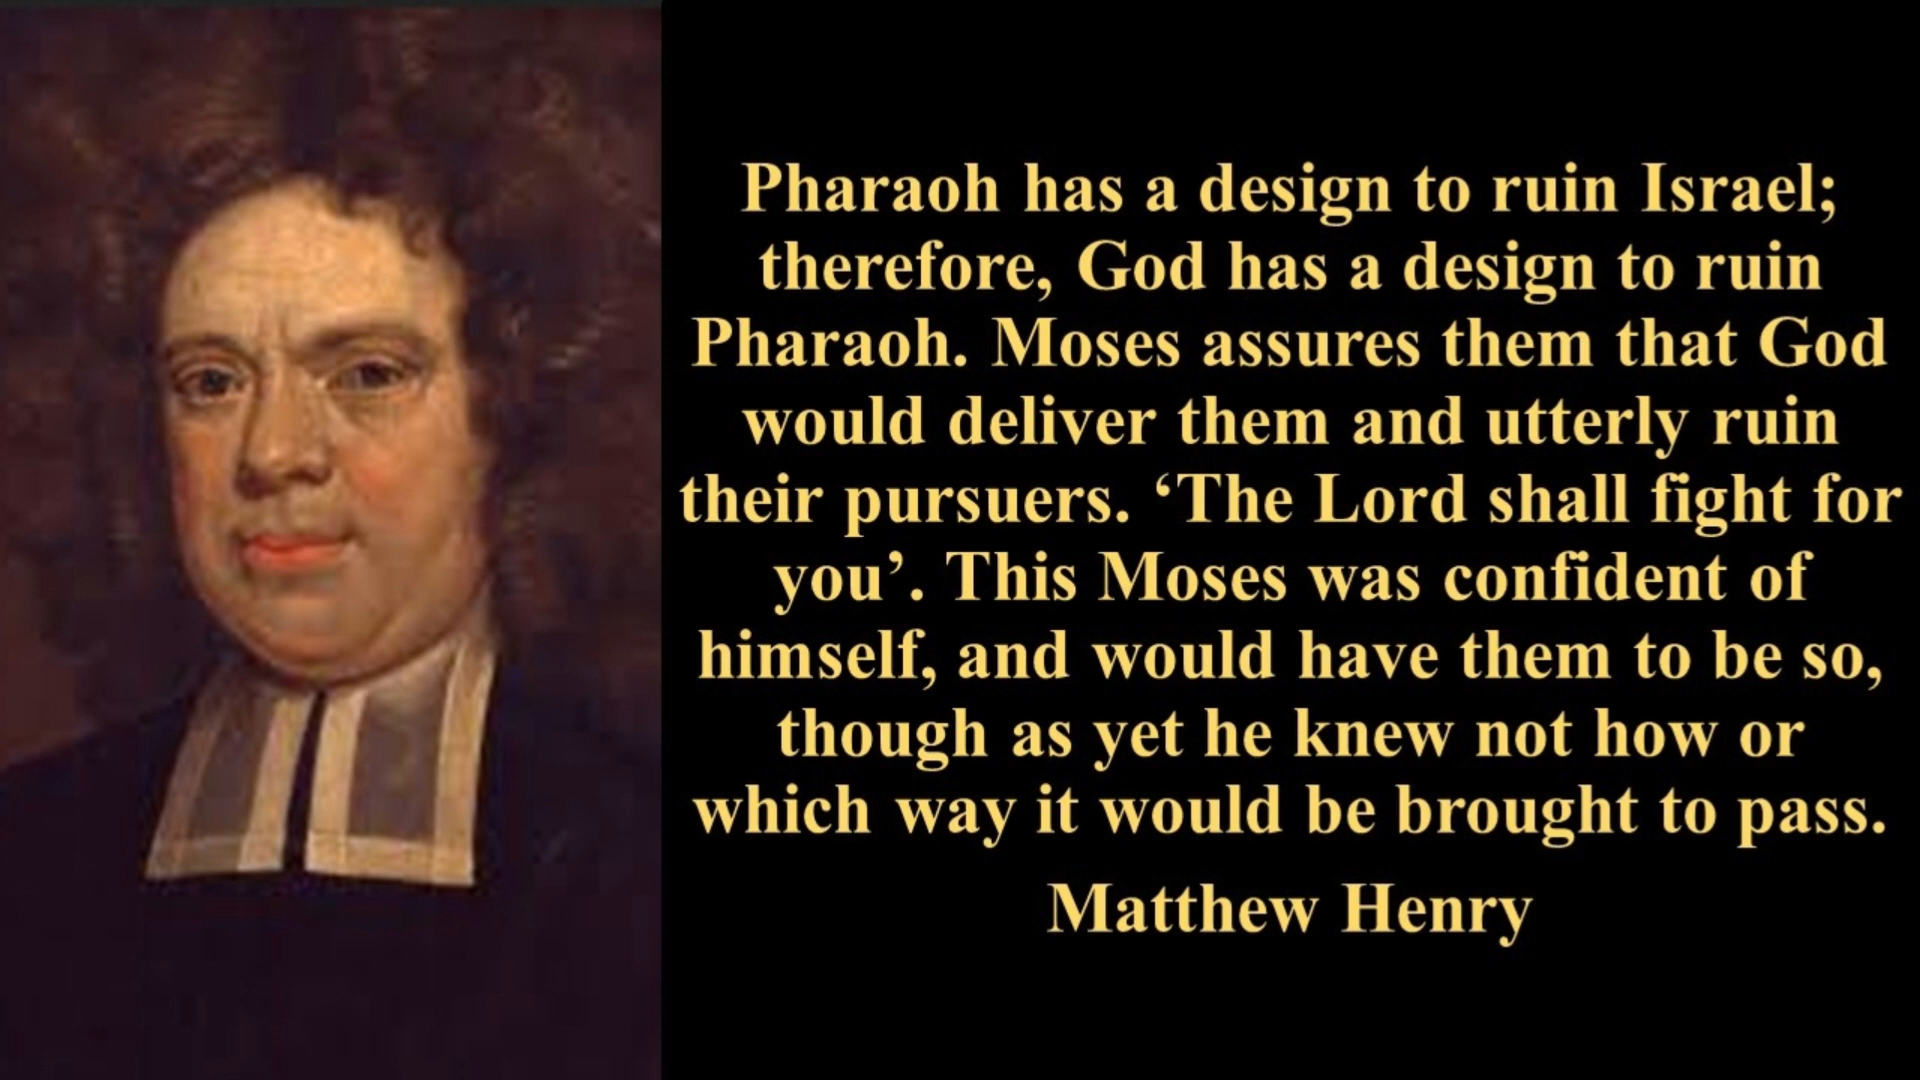 Pharaoh has a design to ruin Israel;
therefore, God has a design to ruin
Pharaoh. Moses assures them that God
would deliver them and utterly ruin
their pursuers. ‘The Lord shall fight for
you’. This Moses was confident of
himself, and would have them to be so,
though as yet he knew not how or
which way it would be brought to pass.
Matthew Henry